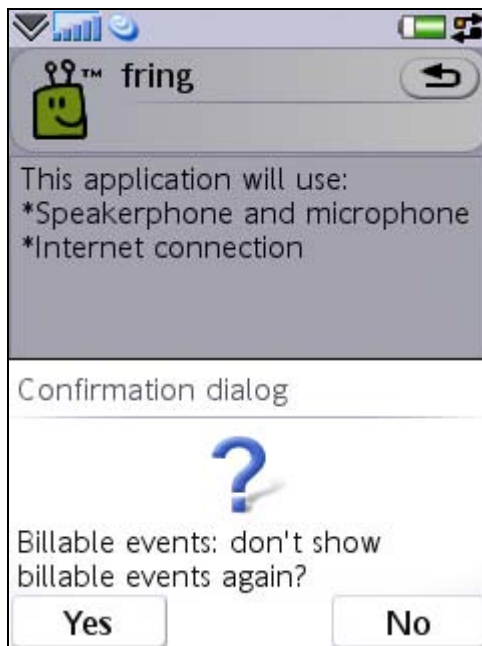 ™ fring
This application will use:
*Speakerphone and microphone
*Internet connection
Confirmation dialog
?
Billable events: don't show
billable events again?
Yes No